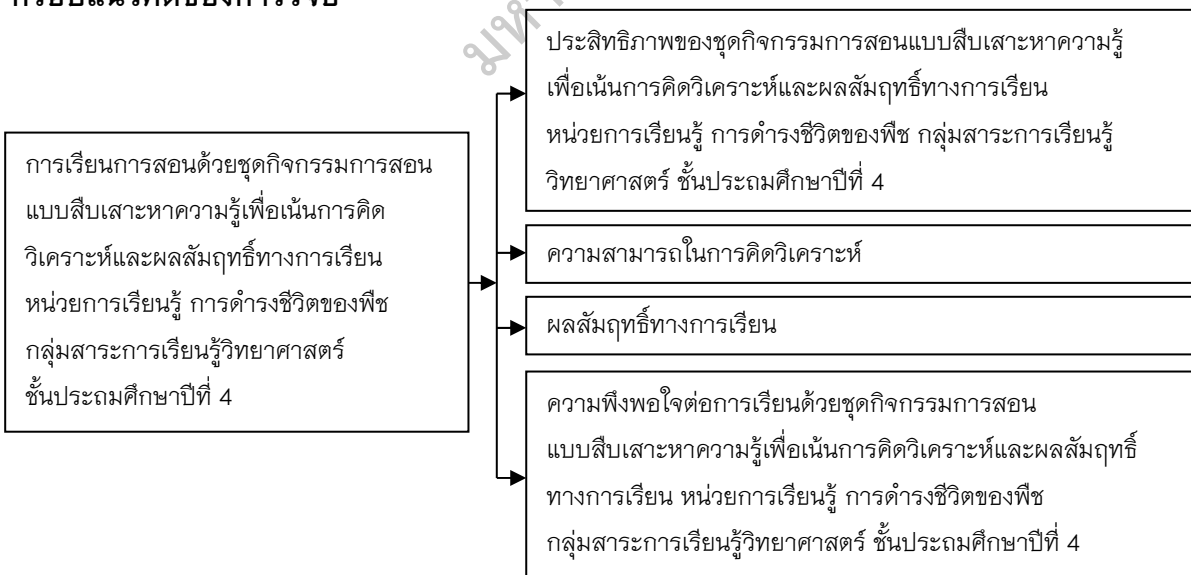 การเรียนการสอนด้วยชุดกิจกรรมการสอน
แบบสืบเสาะหาความรู้เพื่อเน้นการคิด
วิเคราะห์และผลสัมฤทธิ์ทางการเรียน
หน่วยการเรียนรู้ การดำรงชีวิตของพืช
กลุ่มสาระการเรียนรู้วิทยาศาสตร์
ชั้นประถมศึกษาปีที่ 4
ประสิทธิภาพของชุดกิจกรรมการสอนแบบสืบเสาะหาความรู้
เพื่อเน้นการคิดวิเคราะห์และผลสัมฤทธิ์ทางการเรียน
หน่วยการเรียนรู้ การดำรงชีวิตของพืช กลุ่มสาระการเรียนรู้
วิทยาศาสตร์ ชั้นประถมศึกษาปีที่ 4
ความสามารถในการคิดวิเคราะห์
ผลสัมฤทธิ์ทางการเรียน
ความพึงพอใจต่อการเรียนด้วยชุดกิจกรรมการสอน
แบบสืบเสาะหาความรู้เพื่อเน้นการคิดวิเคราะห์และผลสัมฤทธิ์
ทางการเรียน หน่วยการเรียนรู้ การดำรงชีวิตของพืช
กลุ่มสาระการเรียนรู้วิทยาศาสตร์ ชั้นประถมศึกษาปีที่ 4